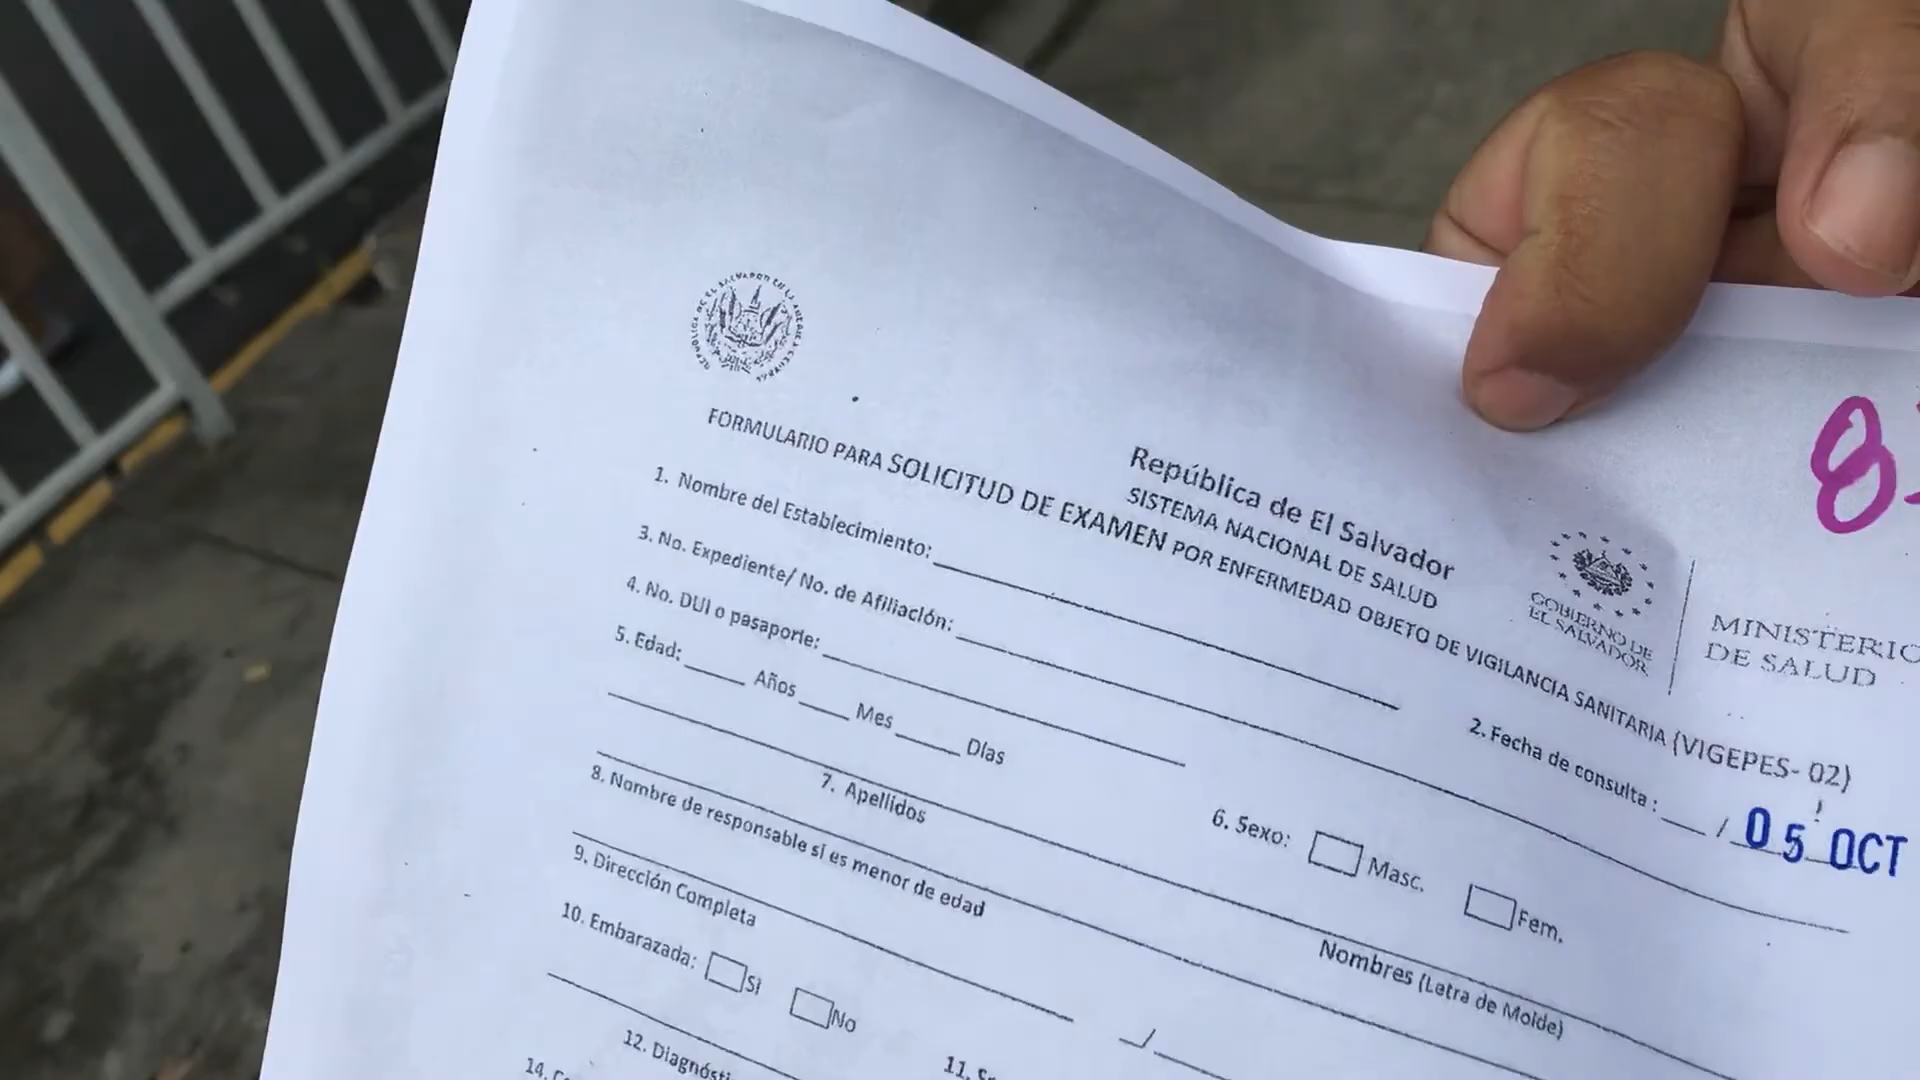 República de El Salvador
SISTEMA NACIONAL DE SALUD
FORMULARIO PARA SOLICITUD DE EXAMEN POR ENFERMEDAD OBJETO DE VIGILANCIA SANITARIA (VIGEPES- 02)
GOBIERNO DE
EL SALVADOR
MINISTERIO
DE SALUD
1. Nombre del Establecimiento:
2. Fecha de consulta : / 05 OCT
3. No. Expediente/ No. de Afiliación:
4. No. DUI o pasaporte:
5. Edad: Años Mes Días
6. Sexo: Masc. Fem.
7. Apellidos
Nombres (Letra de Molde)
8. Nombre de responsable si es menor de edad
9. Dirección Completa
10. Embarazada: Sì No
11.
12.
14.